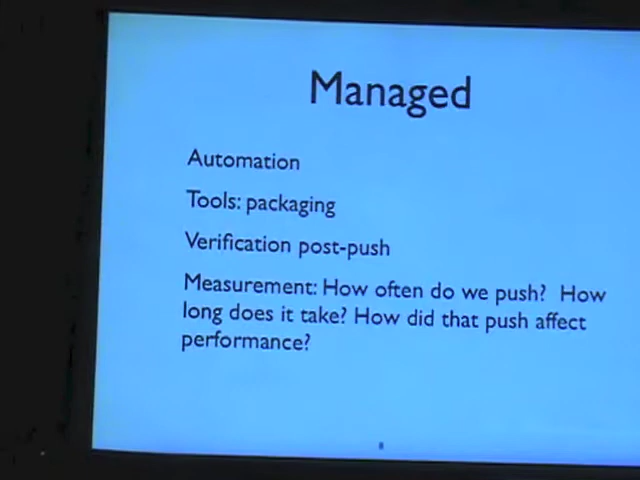 Managed
Automation
Tools: packaging
Verification post-push
Measurement: How often do we push? How
long does it take? How did that push affect
performance?
8